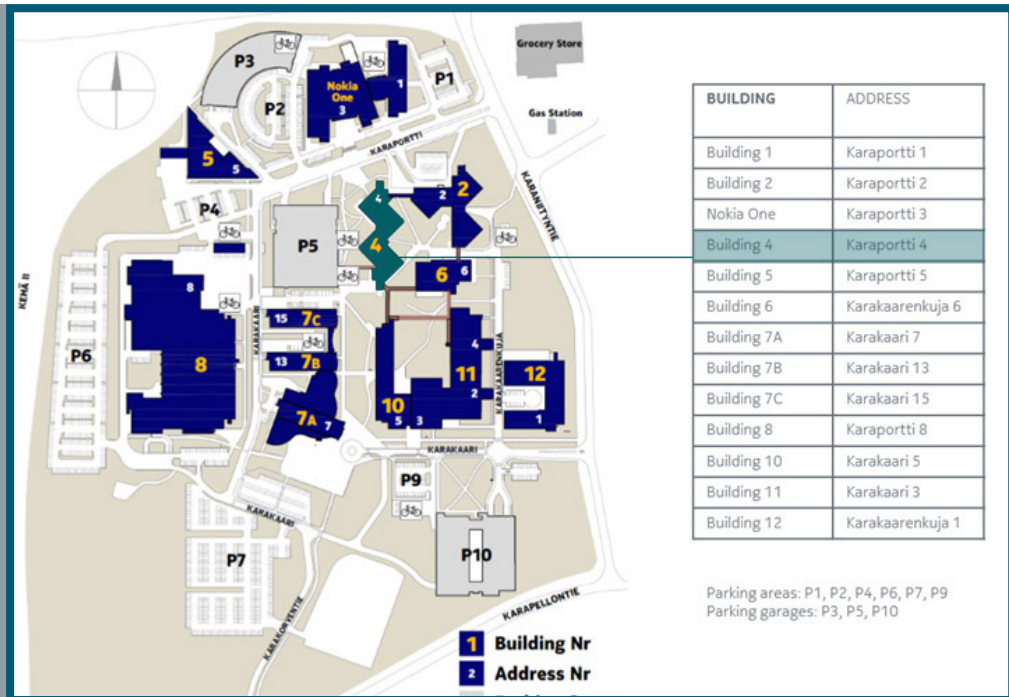 Grocery Store
P3
P1
Nokia
One
1
P2
3
Gas Station
KARAPORTTI
5
5
2
2
4
KARANIITYNTIE
P4
4
P5
6
6
KEMÄ II
8
15 7C
KARAKAARI
4
P6
13 7B
8
11
KARAKAARENKUJA
12
2
10
7A
7
5
3
1
KARAKAARI
P9
KARAKAARI
P10
P7
KARAPELLONTIE
KARAKORVENTIE
1 Building Nr
2 Address Nr
BUILDING ADDRESS
Building 1 Karaportti 1
Building 2 Karaportti 2
Nokia One Karaportti 3
Building 4 Karaportti 4
Building 5 Karaportti 5
Building 6 Karakaarenkuja 6
Building 7A Karakaari 7
Building 7B Karakaari 13
Building 7C Karakaari 15
Building 8 Karaportti 8
Building 10 Karakaari 5
Building 11 Karakaari 3
Building 12 Karakaarenkuja 1
Parking areas: P1, P2, P4, P6, P7, P9
Parking garages: P3, P5, P10